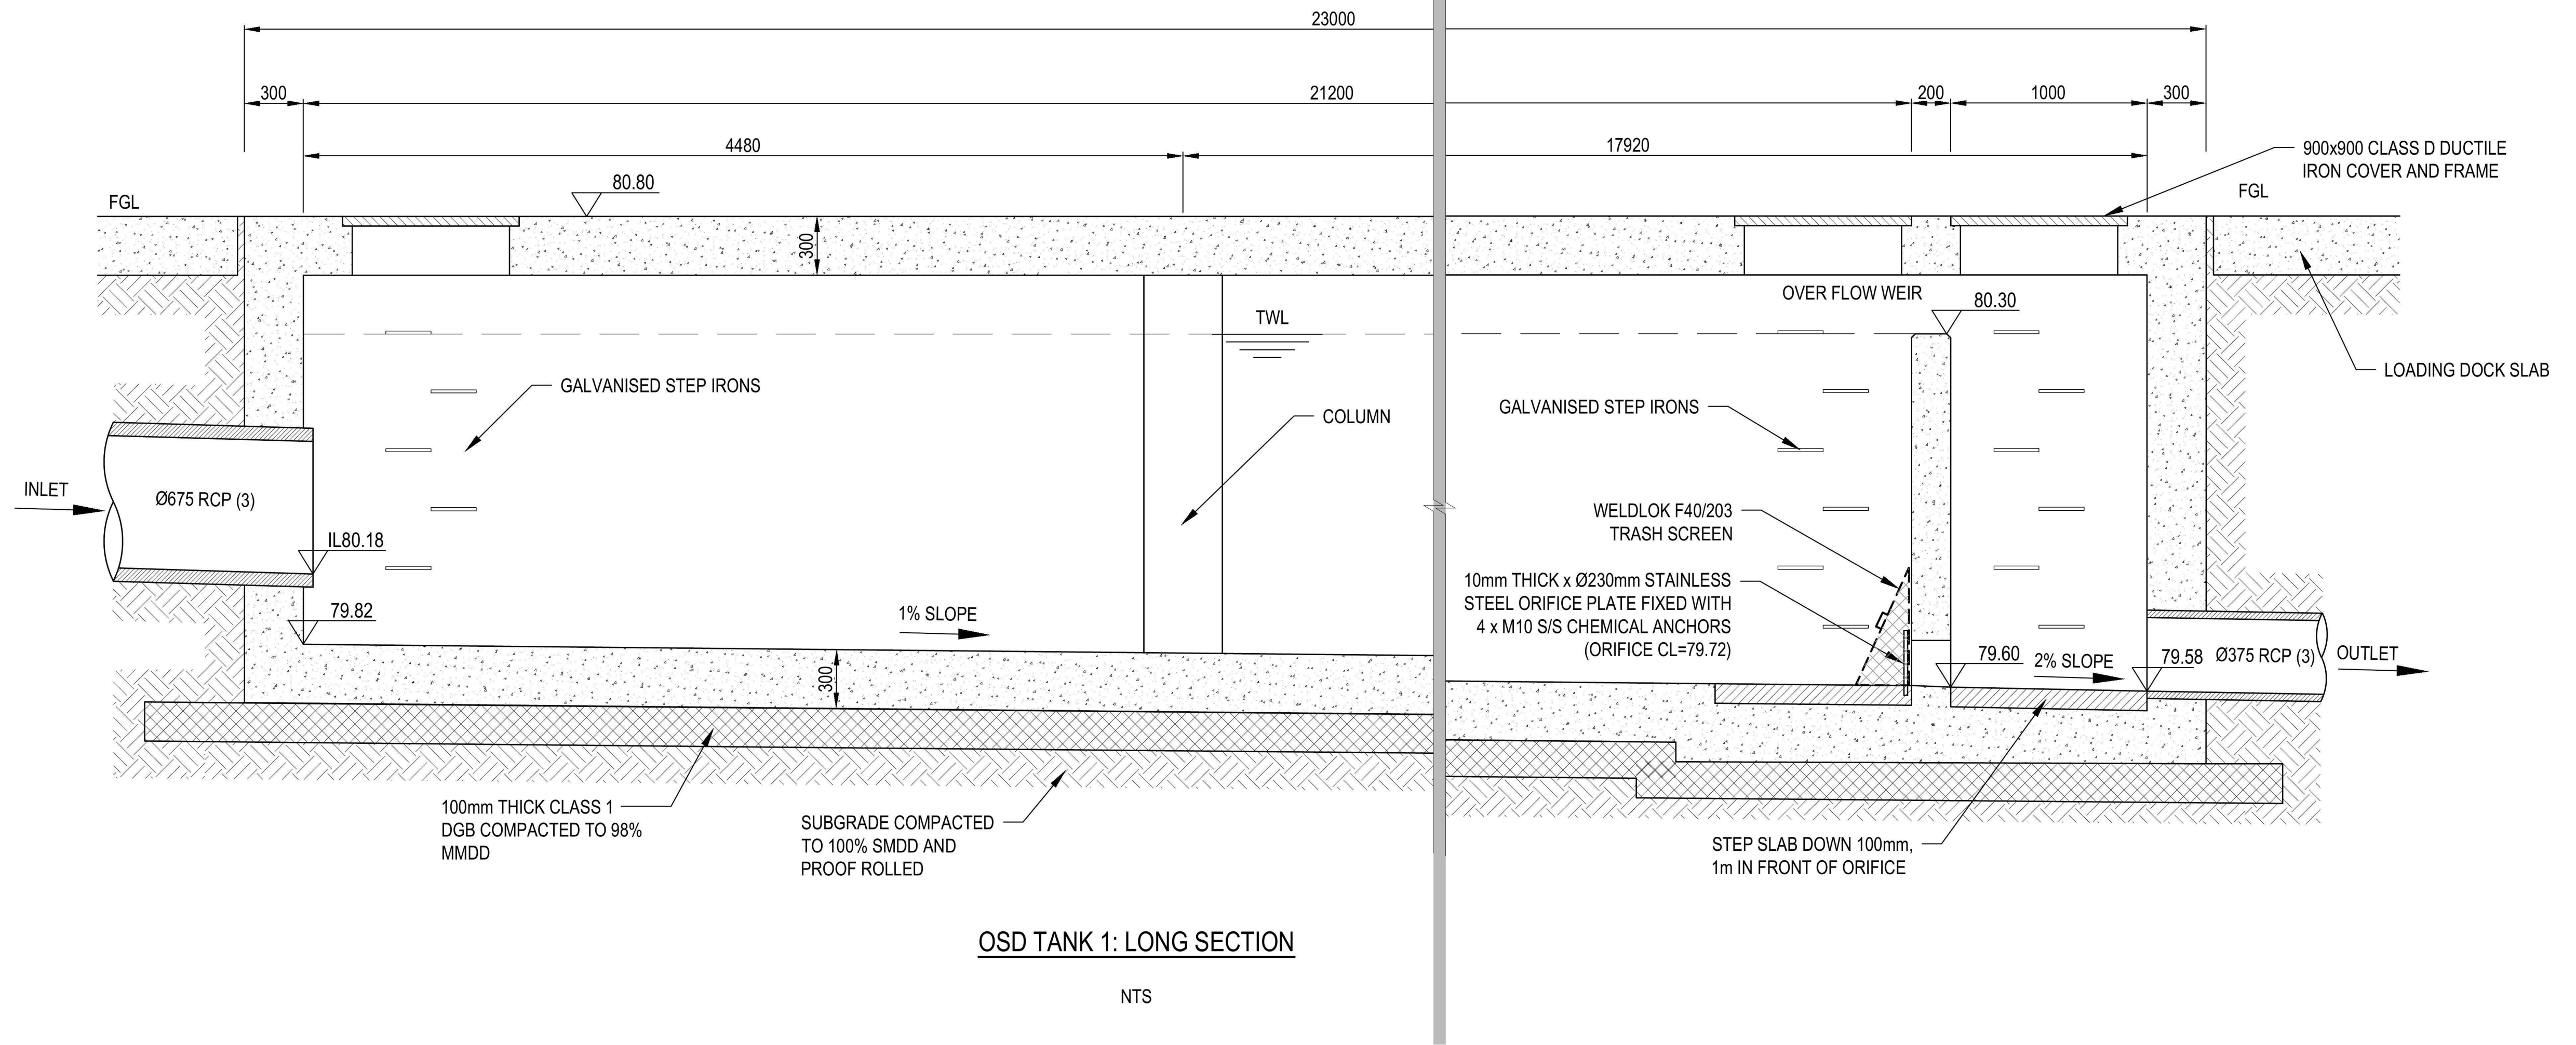 23000
300
21200
200
1000
300
4480
17920
900x900 CLASS D DUCTILE
IRON COVER AND FRAME
FGL
80.80
FGL
300
OVER FLOW WEIR
80.30
TWL
LOADING DOCK SLAB
GALVANISED STEP IRONS
GALVANISED STEP IRONS
COLUMN
INLET
Ø675 RCP (3)
WELDLOK F40/203
TRASH SCREEN
IL80.18
10mm THICK x Ø230mm STAINLESS
STEEL ORIFICE PLATE FIXED WITH
4 x M10 S/S CHEMICAL ANCHORS
(ORIFICE CL=79.72)
79.82
1% SLOPE
79.60
2% SLOPE
79.58
Ø375 RCP (3)
OUTLET
300
100mm THICK CLASS 1
DGB COMPACTED TO 98%
MMDD
SUBGRADE COMPACTED
TO 100% SMDD AND
PROOF ROLLED
STEP SLAB DOWN 100mm,
1m IN FRONT OF ORIFICE
OSD TANK 1: LONG SECTION
NTS